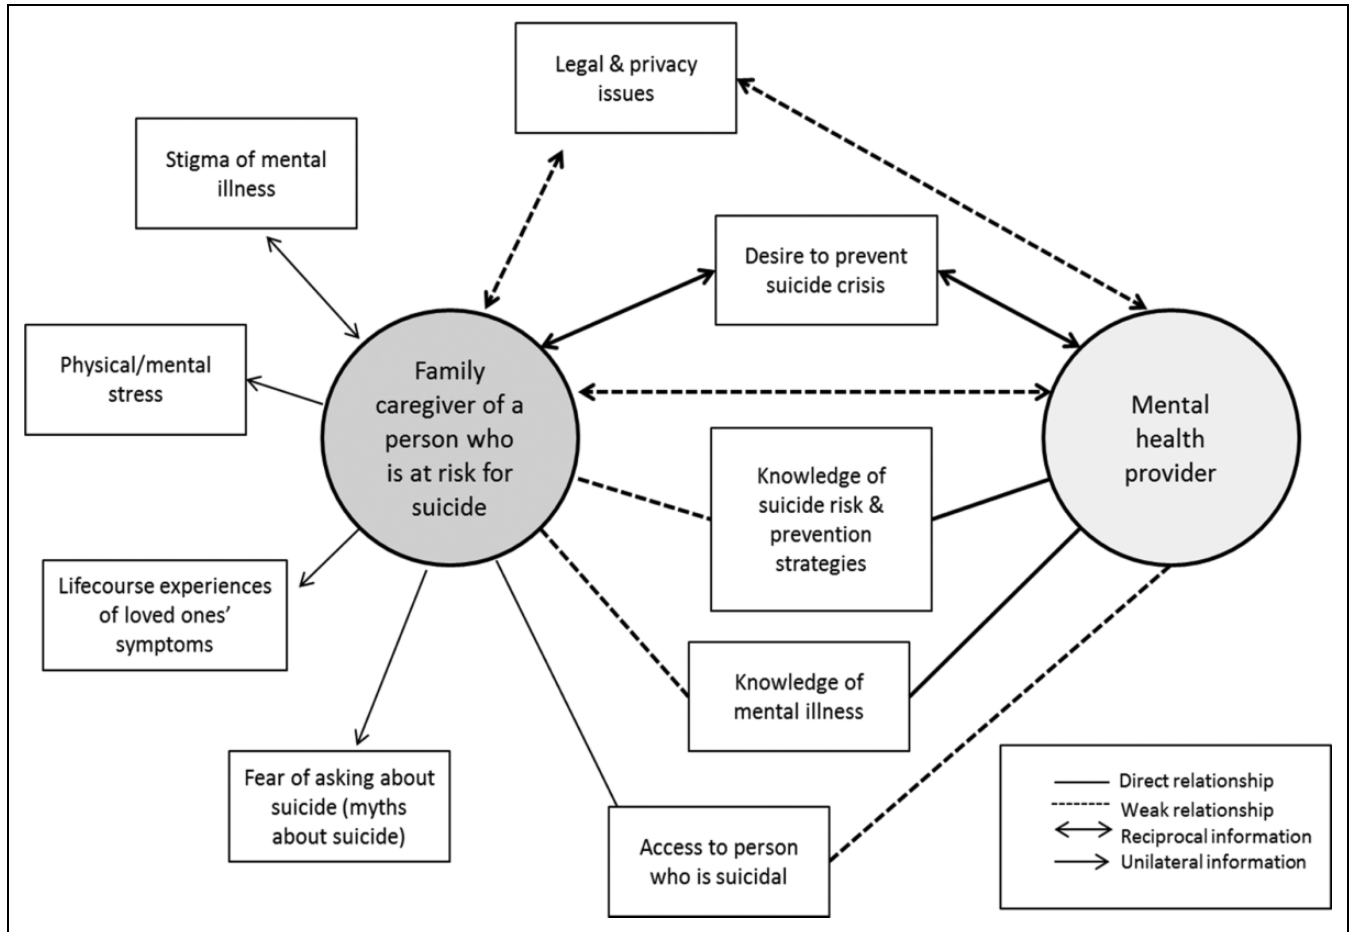 Legal & privacy
issues
Stigma of mental
illness
Desire to prevent
suicide crisis
Physical/mental
stress
Family
caregiver of a
person who
is at risk for
suicide
Mental
health
provider
Knowledge of
suicide risk &
prevention
strategies
Lifecourse experiences
of loved ones’
symptoms
Knowledge of
mental illness
Fear of asking about
suicide (myths
about suicide)
Access to person
who is suicidal
Direct relationship
Weak relationship
Reciprocal information
Unilateral information